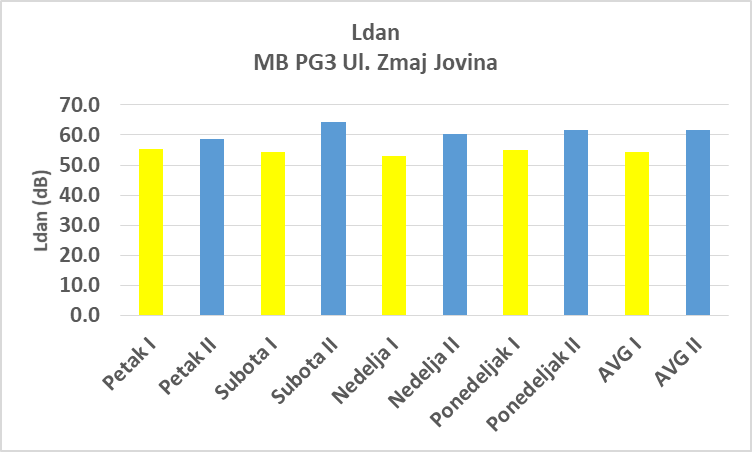 Ldan
MB PG3 Ul. Zmaj Jovina
Ldan (dB)
70.0
60.0
50.0
40.0
30.0
20.0
10.0
0.0
Petak I
Petak II
Subota I
Subota II
Nedelja I
Nedelja II
Ponedeljak I
Ponedeljak II
AVG I
AVG II